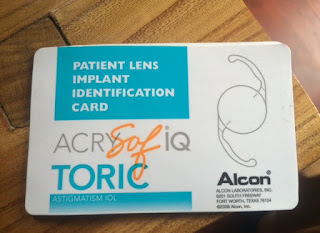 PATIENT LENS
IMPLANT
IDENTIFICATION
CARD
ACRYSof iQ
TORIC
ASTIGMATISM IOL
Alcon
ALCON LABORATORIES, INC.
6201 SOUTH FREEWAY
FORT WORTH, TEXAS 76134
©2009 Alcon, Inc.